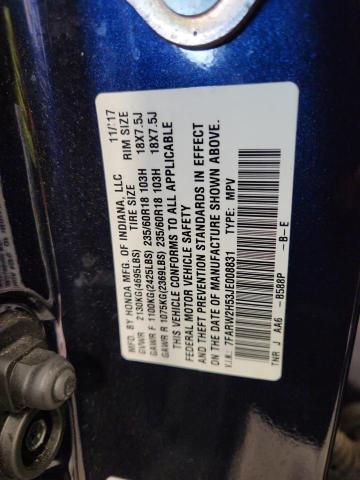 MFD. BY HONDA MFG. OF INDIANA, LLC 11/'17
TIRE SIZE RIM SIZE
GVWR 2130KG(4695LBS)
GAWR F 1100KG(2425LBS) 235/60R18 103H 18X7.5J
GAWR R 1075KG(2369LBS) 235/60R18 103H 18X7.5J
THIS VEHICLE CONFORMS TO ALL APPLICABLE
FEDERAL MOTOR VEHICLE SAFETY STANDARDS IN EFFECT
AND THEFT PREVENTION STANDARDS IN EFFECT
ON THE DATE OF MANUFACTURE SHOWN ABOVE.
V.I.N.: 7FARW2H53JE008831 TYPE: MPV
TNR J AA6 -B588P -B-E